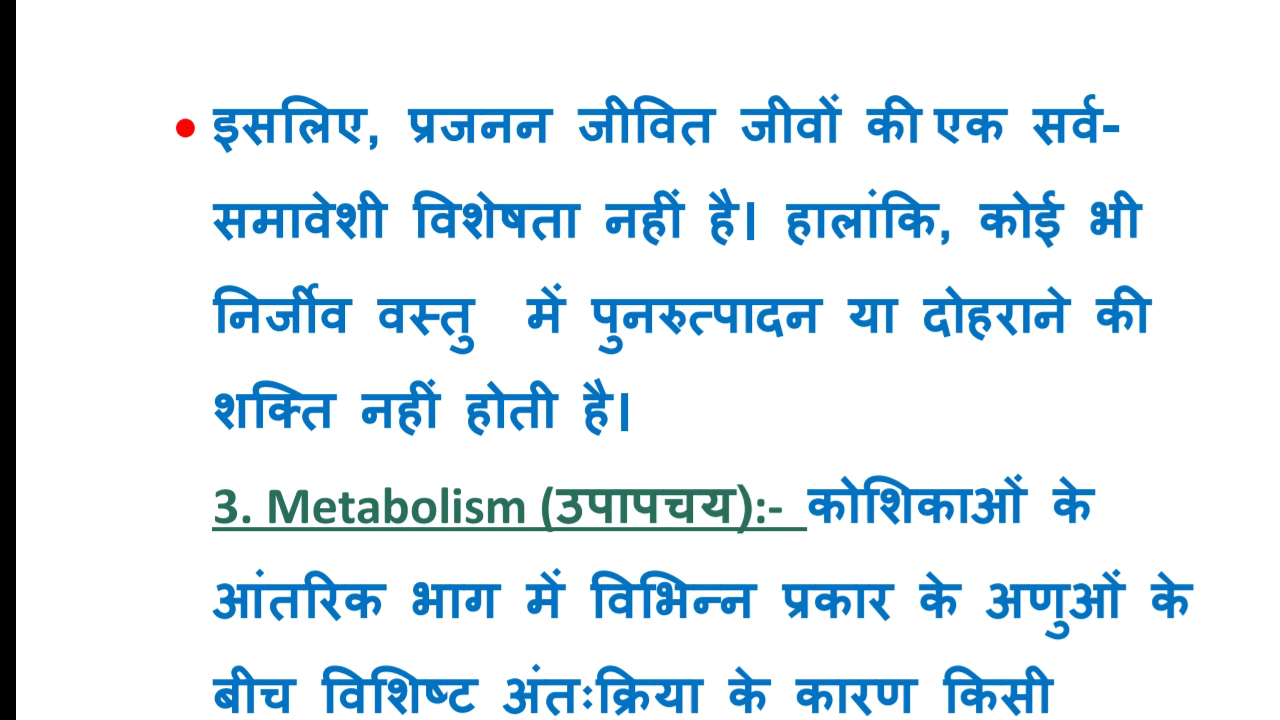 • इसलिए, प्रजनन जीवित जीवों की एक सर्व-
समावेशी विशेषता नहीं है। हालांकि, कोई भी
निर्जीव वस्तु में पुनरुत्पादन या दोहराने की
शक्ति नहीं होती है।
3. Metabolism (उपापचय):- कोशिकाओं के
आंतरिक भाग में विभिन्न प्रकार के अणुओं के
बीच विशिष्ट अंतःक्रिया के कारण किसी